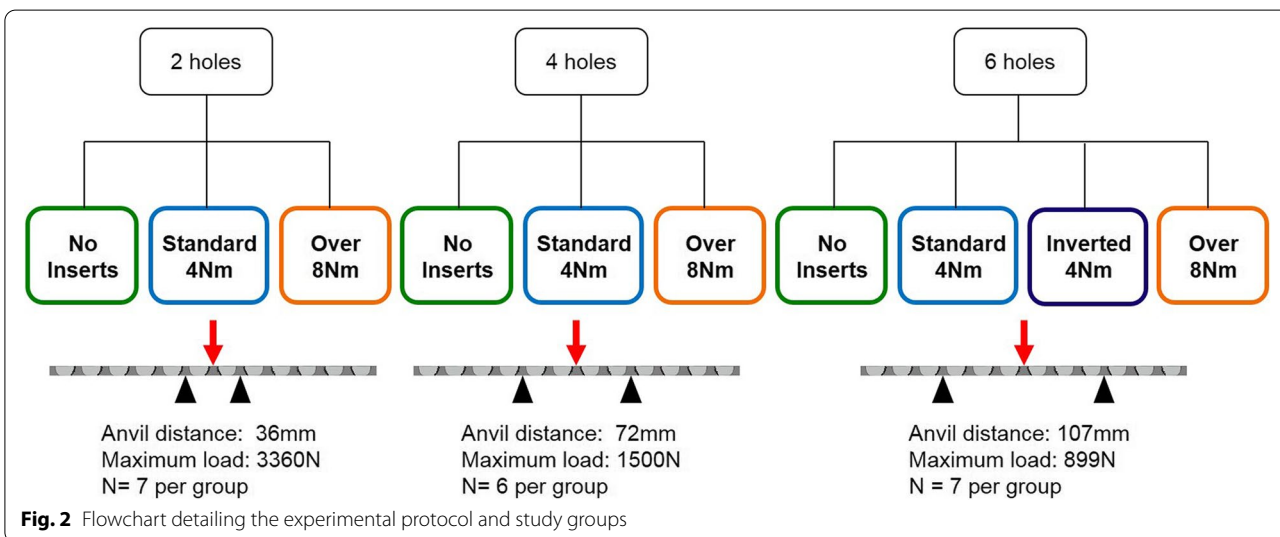 2 holes
4 holes
6 holes
No
Inserts
Standard
4Nm
Over
8Nm
No
Inserts
Standard
4Nm
Over
8Nm
No
Inserts
Standard
4Nm
Inverted
4Nm
Over
8Nm
Anvil distance: 36mm
Maximum load: 3360N
N= 7 per group
Anvil distance: 72mm
Maximum load: 1500N
N= 6 per group
Anvil distance: 107mm
Maximum load: 899N
N = 7 per group
Fig. 2 Flowchart detailing the experimental protocol and study groups